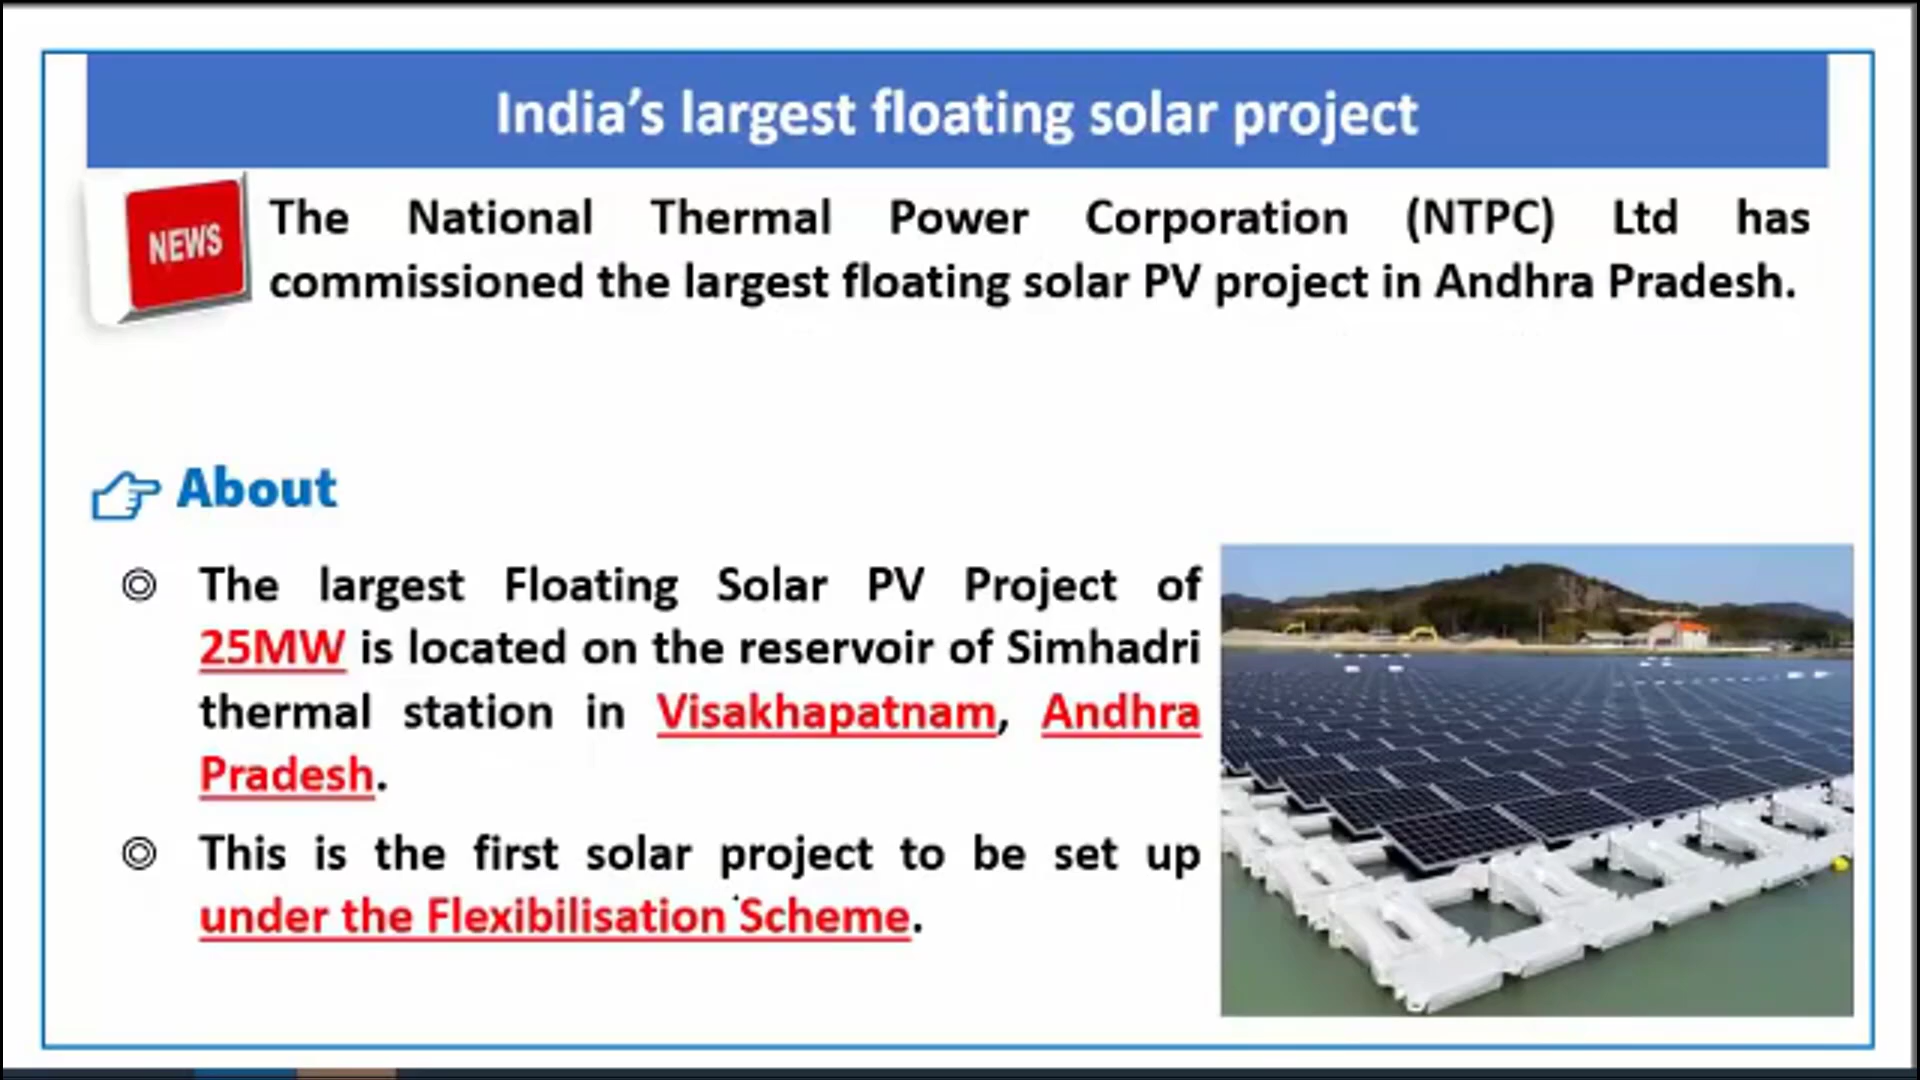 India’s largest floating solar project
NEWS
The National Thermal Power Corporation (NTPC) Ltd has
commissioned the largest floating solar PV project in Andhra Pradesh.
About
The largest Floating Solar PV Project of
25MW is located on the reservoir of Simhadri
thermal station in Visakhapatnam, Andhra
Pradesh.
This is the first solar project to be set up
under the Flexibilisation Scheme.